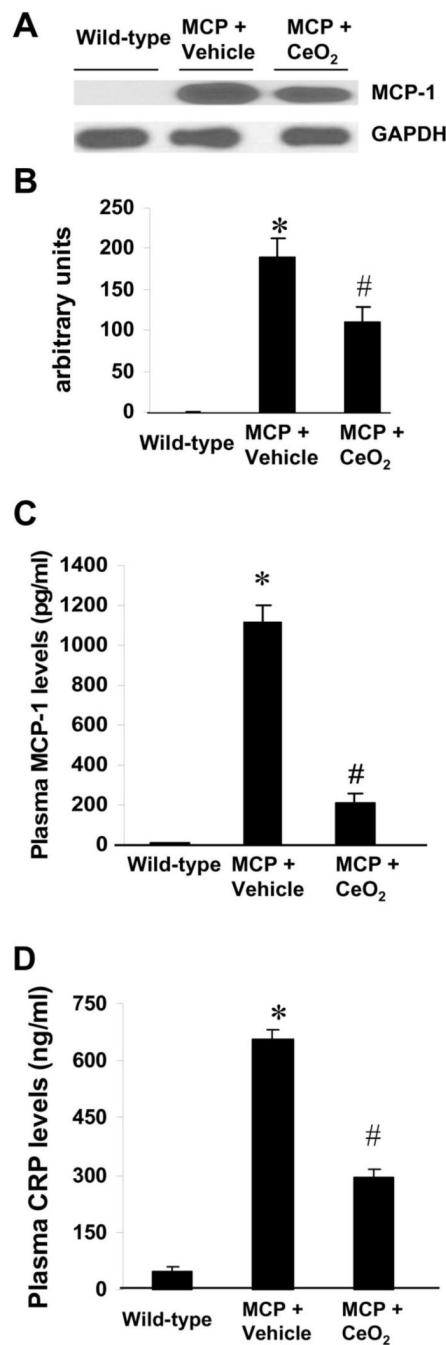 A
Wild-type
MCP +
Vehicle
MCP +
CeO₂
MCP-1
GAPDH
B
arbitrary units
250
200
150
100
50
0
*
#
Wild-type
MCP +
Vehicle
MCP +
CeO₂
C
Plasma MCP-1 levels (pg/ml)
1400
1200
1000
800
600
400
200
0
*
#
Wild-type
MCP +
Vehicle
MCP +
CeO₂
D
Plasma CRP levels (ng/ml)
750
600
450
300
150
0
*
#
Wild-type
MCP +
Vehicle
MCP +
CeO₂